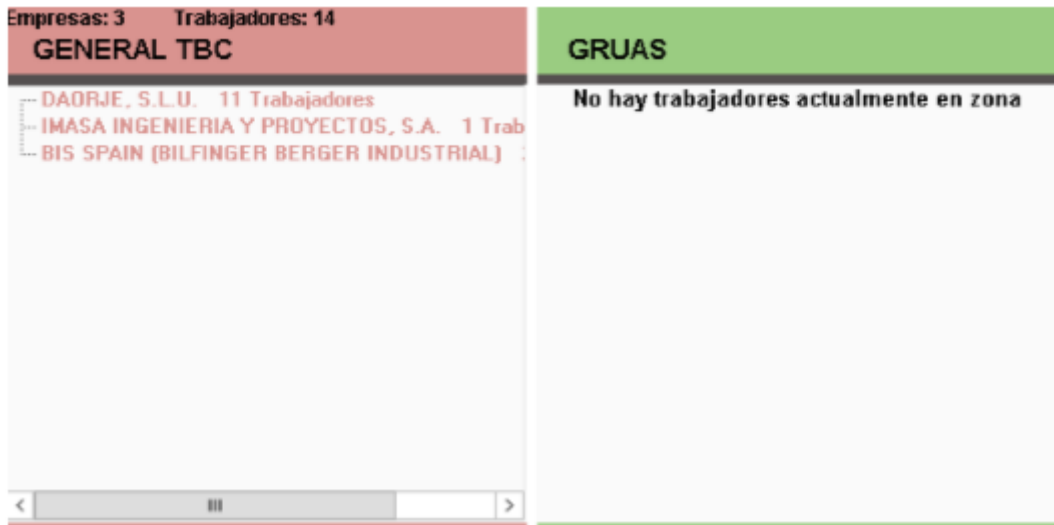 Empresas: 3 Trabajadores: 14
GENERAL TBC
DAORJE, S.L.U. 11 Trabajadores
IMASA INGENIERIA Y PROYECTOS, S.A. 1 Trab
BIS SPAIN (BILFINGER BERGER INDUSTRIAL)
GRUAS
No hay trabajadores actualmente en zona